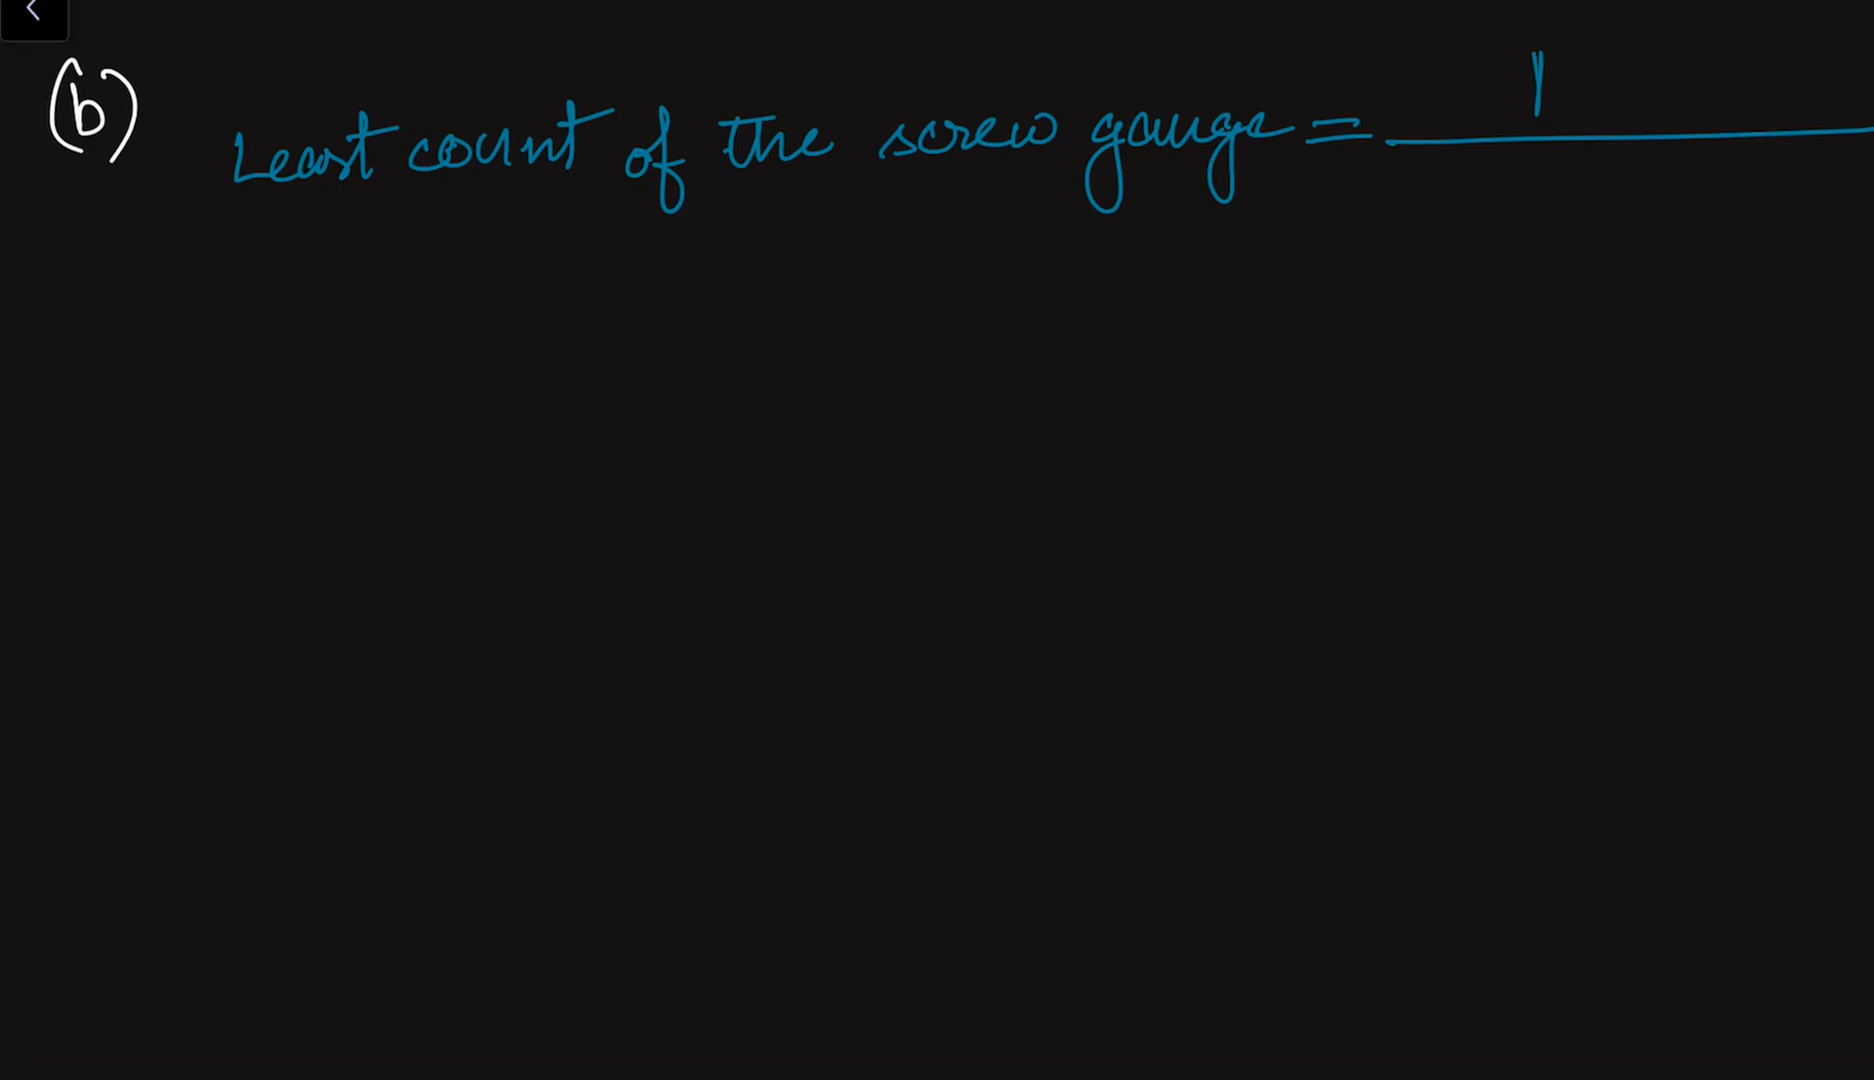 (b) Least count of the screw gauge = 1